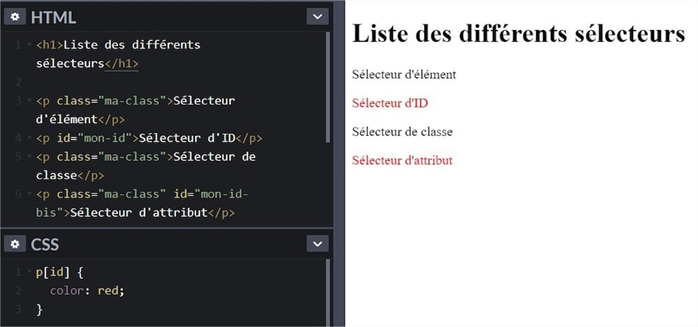 HTML
1 <h1>Liste des différents
sélecteurs</h1>
2
3 <p class="ma-class">Sélecteur
d'élément</p>
4 <p id="mon-id">Sélecteur d'ID</p>
5 <p class="ma-class">Sélecteur de
classe</p>
6 <p class="ma-class" id="mon-id-
bis">Sélecteur d'attribut</p>
CSS
1 p[id] {
2 color: red;
3 }
Liste des différents sélecteurs
Sélecteur d'élément
Sélecteur d'ID
Sélecteur de classe
Sélecteur d'attribut